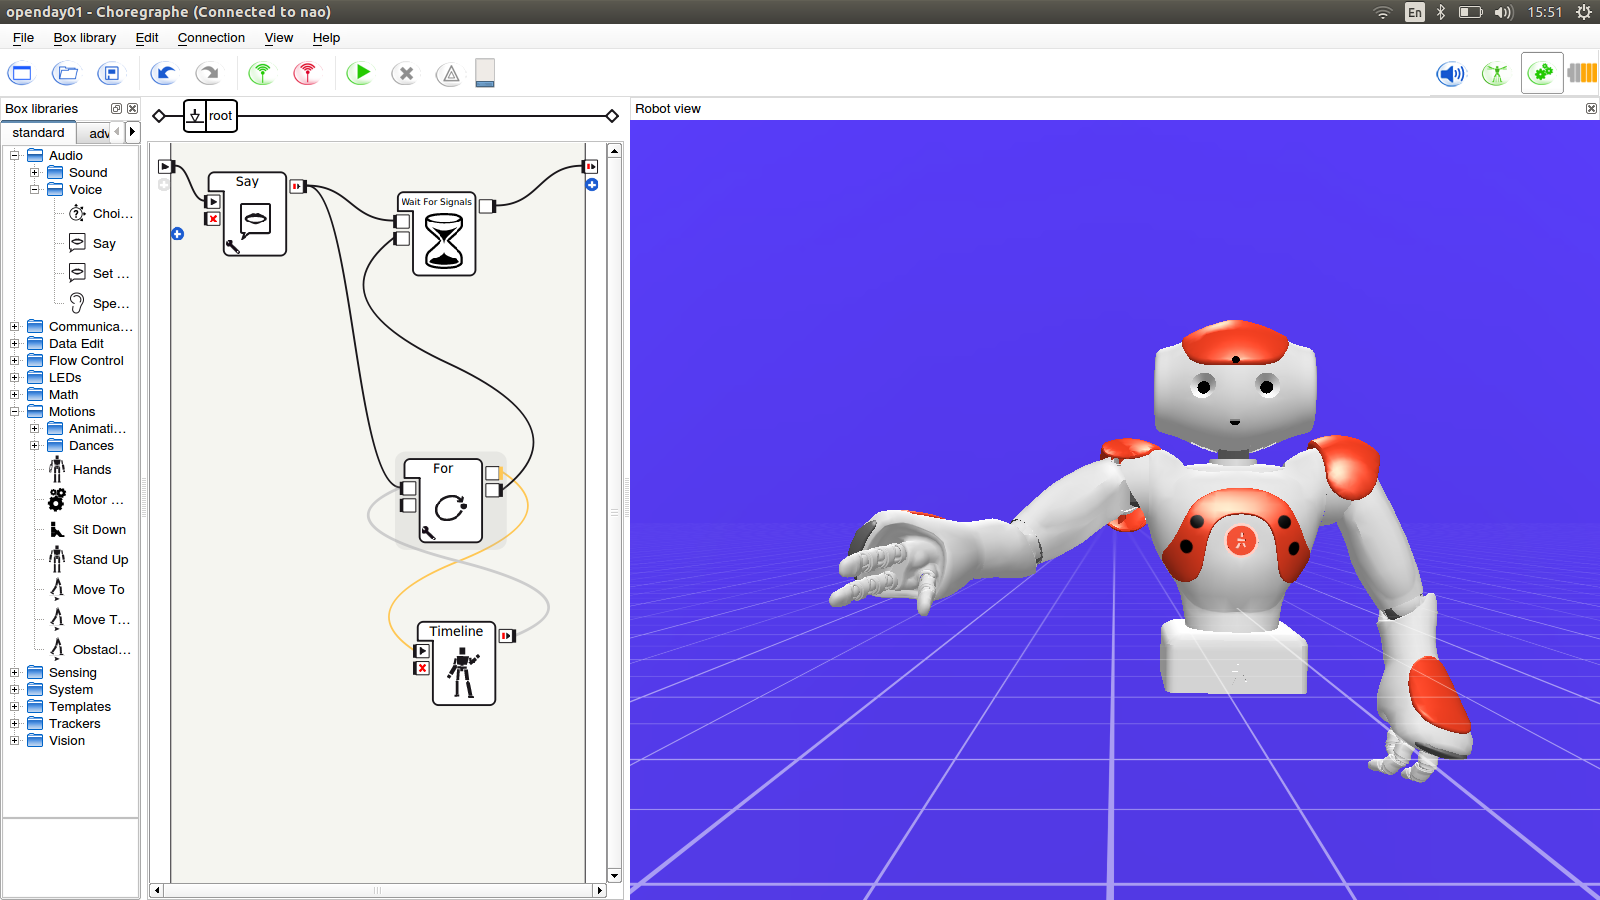 openday01 - Choregraphe (Connected to nao)
En
15:51
File Box library Edit Connection View Help
Box libraries
standard
adv
Audio
Sound
Voice
Choi...
Say
Set ...
Spe...
Communica...
Data Edit
Flow Control
LEDs
Math
Motions
Animati...
Dances
Hands
Motor ...
Sit Down
Stand Up
Move To
Move T...
Obstacl...
Sensing
System
Templates
Trackers
Vision
root
Say
Wait For Signals
For
Timeline
Robot view